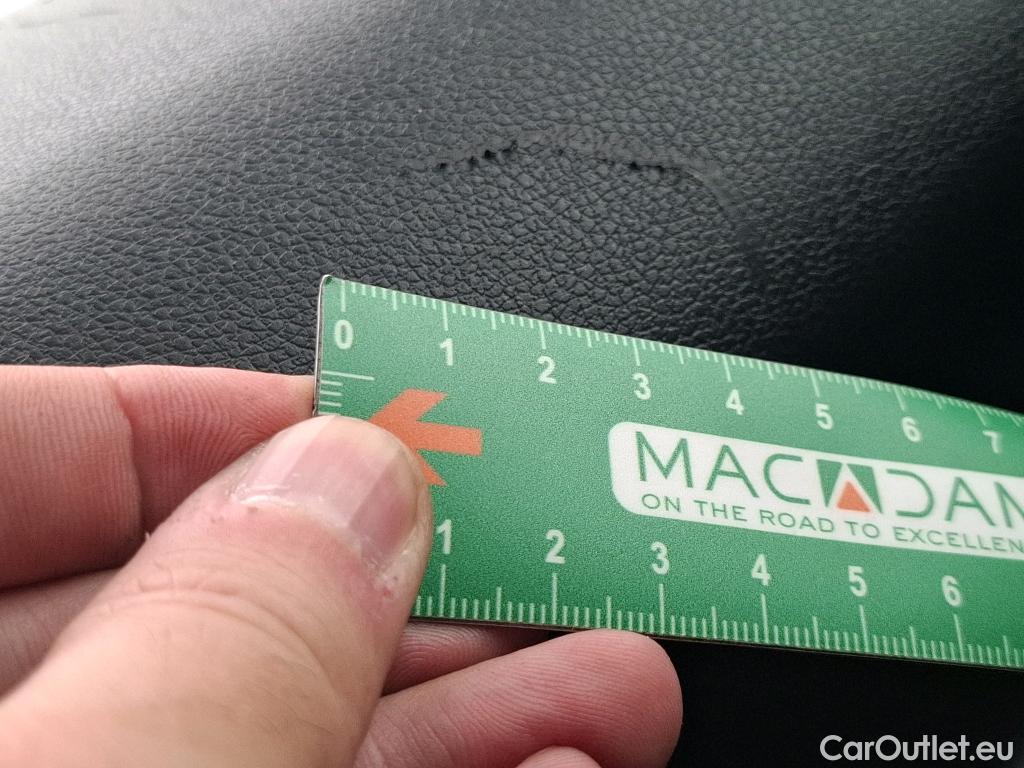 0 1 2 3 4 5 6 7
MACADAM
ON THE ROAD TO EXCELLEN
1 2 3 4 5 6
CarOutlet.eu